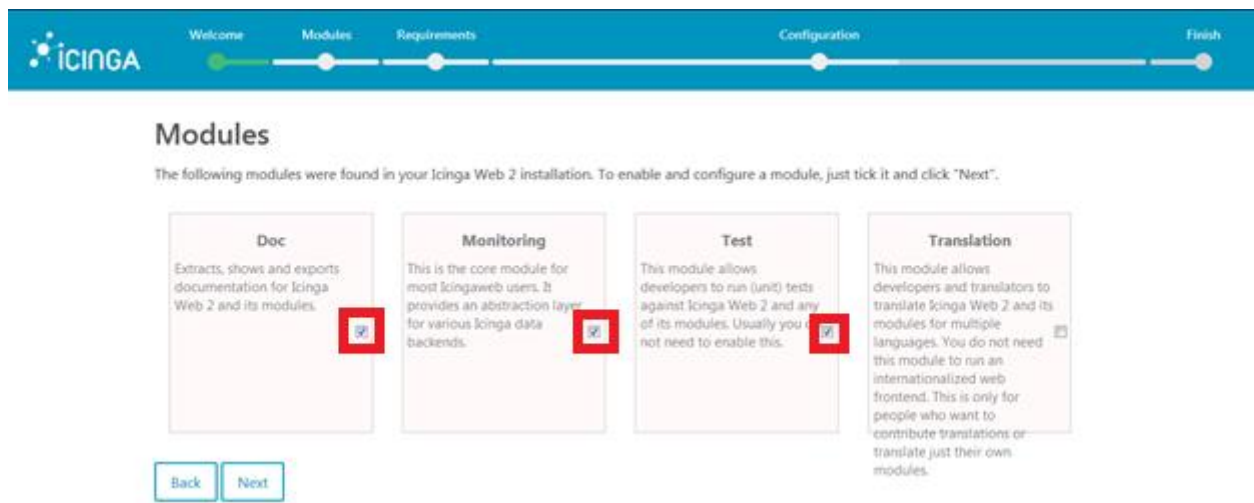 Welcome
Modules
Requirements
Configuration
Finish
ICINGA
Modules
The following modules were found in your Icinga Web 2 installation. To enable and configure a module, just tick it and click "Next".
Doc
Extracts, shows and exports
documentation for Icinga
Web 2 and its modules.
Monitoring
This is the core module for
most Icingaweb users. It
provides an abstraction layer
for various Icinga data
backends.
Test
This module allows
developers to run (unit) tests
against Icinga Web 2 and any
of its modules. Usually you
not need to enable this.
Translation
This module allows
developers and translators to
translate Icinga Web 2 and its
modules for multiple
languages. You do not need
this module to run an
internationalized web
frontend. This is only for
people who want to
contribute translations or
translate just their own
modules.
Back
Next